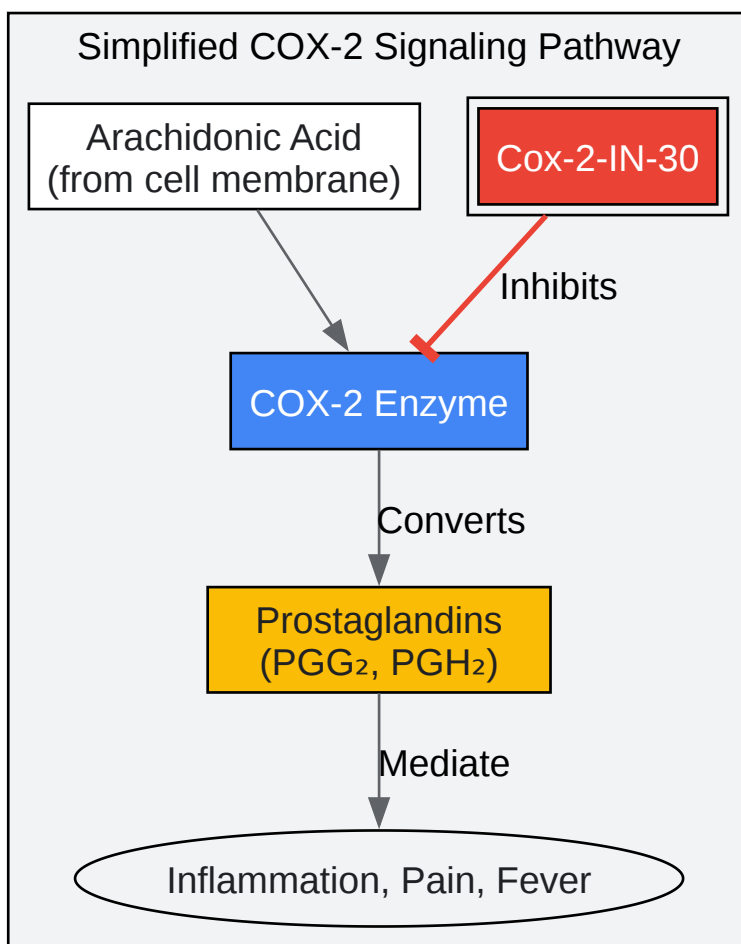 Simplified COX-2 Signaling Pathway
Arachidonic Acid
(from cell membrane)
Cox-2-IN-30
Inhibits
COX-2 Enzyme
Converts
Prostaglandins
(PGG₂, PGH₂)
Mediate
Inflammation, Pain, Fever